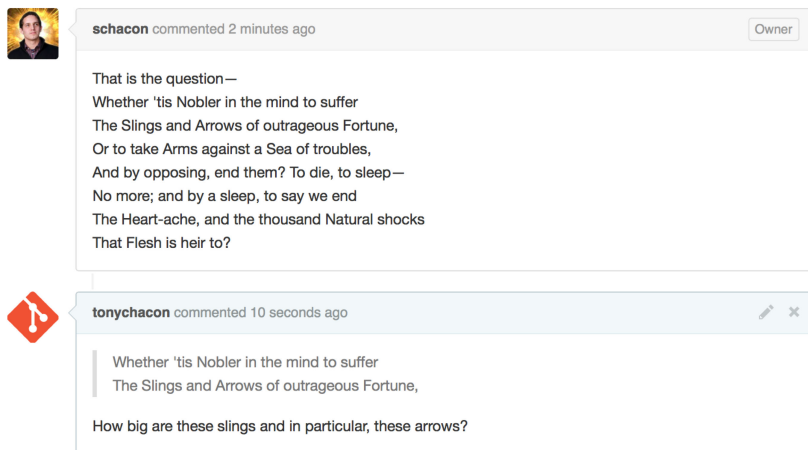 schacon commented 2 minutes ago
Owner
That is the question—
Whether 'tis Nobler in the mind to suffer
The Slings and Arrows of outrageous Fortune,
Or to take Arms against a Sea of troubles,
And by opposing, end them? To die, to sleep—
No more; and by a sleep, to say we end
The Heart-ache, and the thousand Natural shocks
That Flesh is heir to?
tonychacon commented 10 seconds ago
Whether 'tis Nobler in the mind to suffer
The Slings and Arrows of outrageous Fortune,
How big are these slings and in particular, these arrows?